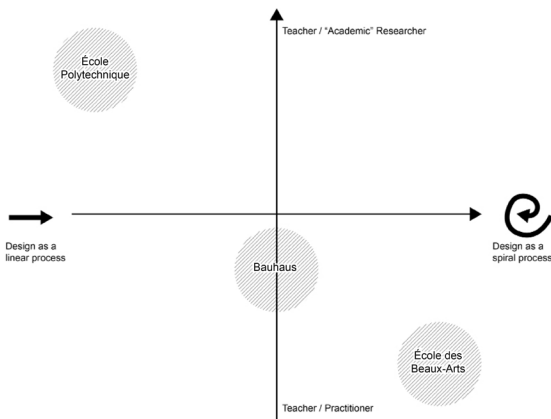 Teacher / “Academic” Researcher
École
Polytechnique
Design as a
linear process
Design as a
spiral process
Bauhaus
École des
Beaux-Arts
Teacher / Practitioner